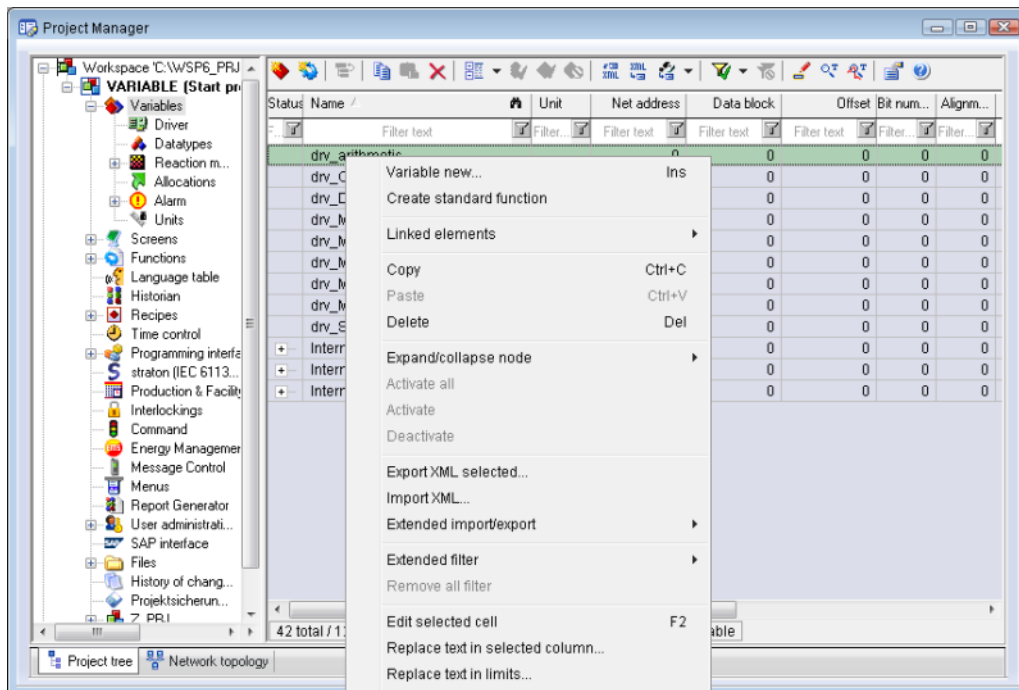 Project Manager
Workspace 'C:\WSP6_PRJ
VARIABLE (Start pr
Variables
Driver
Datatypes
Reaction m...
Allocations
Alarm
Units
Screens
Functions
Language table
Historian
Recipes
Time control
Programming interfa
straton (IEC 6113...
Production & Facility
Interlockings
Command
Energy Managemer
Message Control
Menus
Report Generator
User administrati...
SAP interface
Files
History of chang...
Projektsicherun...
Z_PRJ
Project tree
Network topology
Status Name Unit Net address Data block Offset Bit num... Alignm...
F... Filter text Filter... Filter text Filter text Filter text Filter... Filter...
drv_arithmetic 0 0 0 0 0
drv_C 0 0 0 0
drv_D 0 0 0 0
drv_M 0 0 0 0
drv_M 0 0 0 0
drv_M 0 0 0 0
drv_M 0 0 0 0
drv_M 0 0 0 0
drv_S 0 0 0 0
Interr 0 0 0 0
Interr 0 0 0 0
Interr 0 0 0 0
42 total / 1
able
Variable new... Ins
Create standard function
Linked elements
Copy Ctrl+C
Paste Ctrl+V
Delete Del
Expand/collapse node
Activate all
Activate
Deactivate
Export XML selected...
Import XML...
Extended import/export
Extended filter
Remove all filter
Edit selected cell F2
Replace text in selected column...
Replace text in limits...